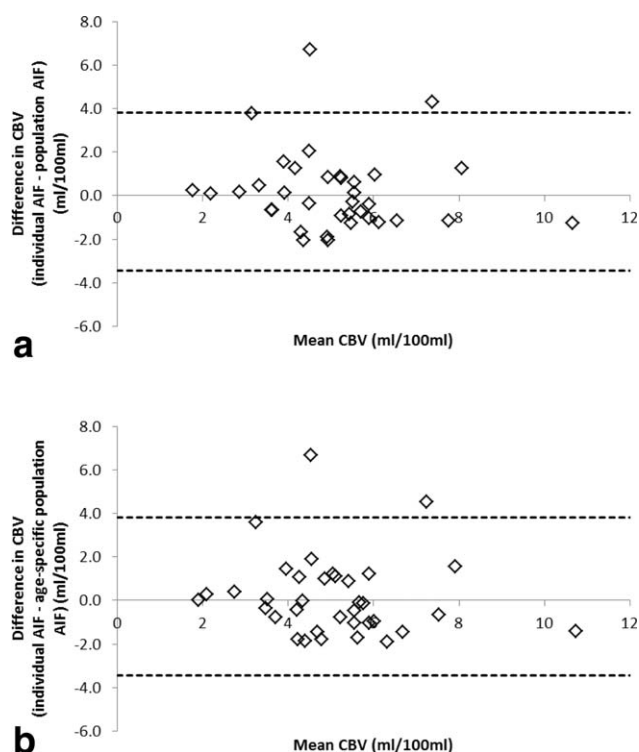 8.0
6.0
4.0
2.0
0.0
-2.0
-4.0
-6.0
0 2 4 6 8 10 12
Difference in CBV
(individual AIF - population AIF)
(ml/100ml)
Mean CBV (ml/100ml)
a
8.0
6.0
4.0
2.0
0.0
-2.0
-4.0
-6.0
0 2 4 6 8 10 12
Difference in CBV
(individual AIF - age-specific population
AIF) (ml/100ml)
Mean CBV (ml/100ml)
b